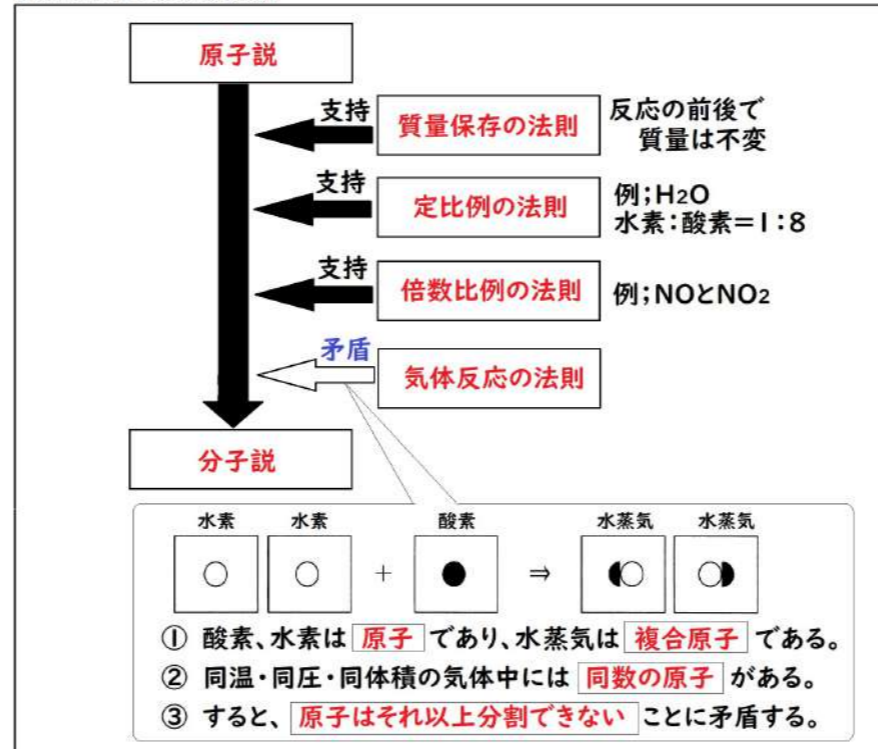 原子説
支持
質量保存の法則
反応の前後で
質量は不変
支持
定比例の法則
例;H2O
水素:酸素=1:8
支持
倍数比例の法則
例;NOとNO2
矛盾
気体反応の法則
分子説
水素 水素 酸素 水蒸気 水蒸気
+ ⇒
① 酸素、水素は 原子 であり、水蒸気は 複合原子 である。
② 同温・同圧・同体積の気体中には 同数の原子 がある。
③ すると、 原子はそれ以上分割できない ことに矛盾する。